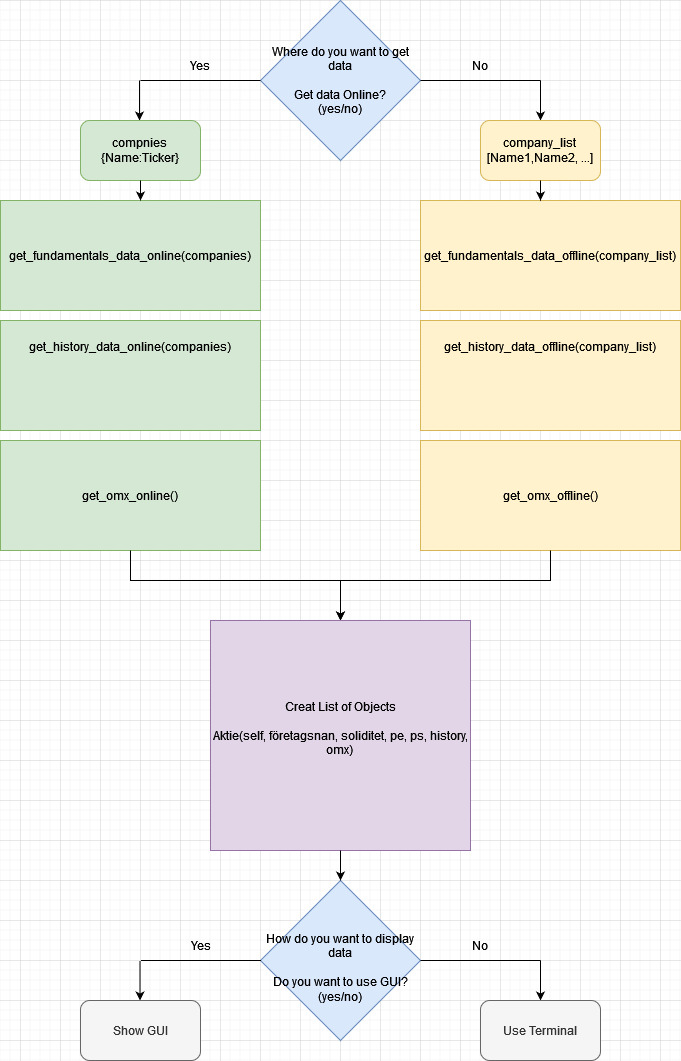 Where do you want to get
data
Get data Online?
(yes/no)
Yes
No
compnies
{Name:Ticker}
company_list
[Name1,Name2, ...]
get_fundamentals_data_online(companies)
get_fundamentals_data_offline(company_list)
get_history_data_online(companies)
get_history_data_offline(company_list)
get_omx_online()
get_omx_offline()
Creat List of Objects
Aktie(self, företagsnan, soliditet, pe, ps, history,
omx)
How do you want to display
data
Do you want to use GUI?
(yes/no)
Yes
No
Show GUI
Use Terminal